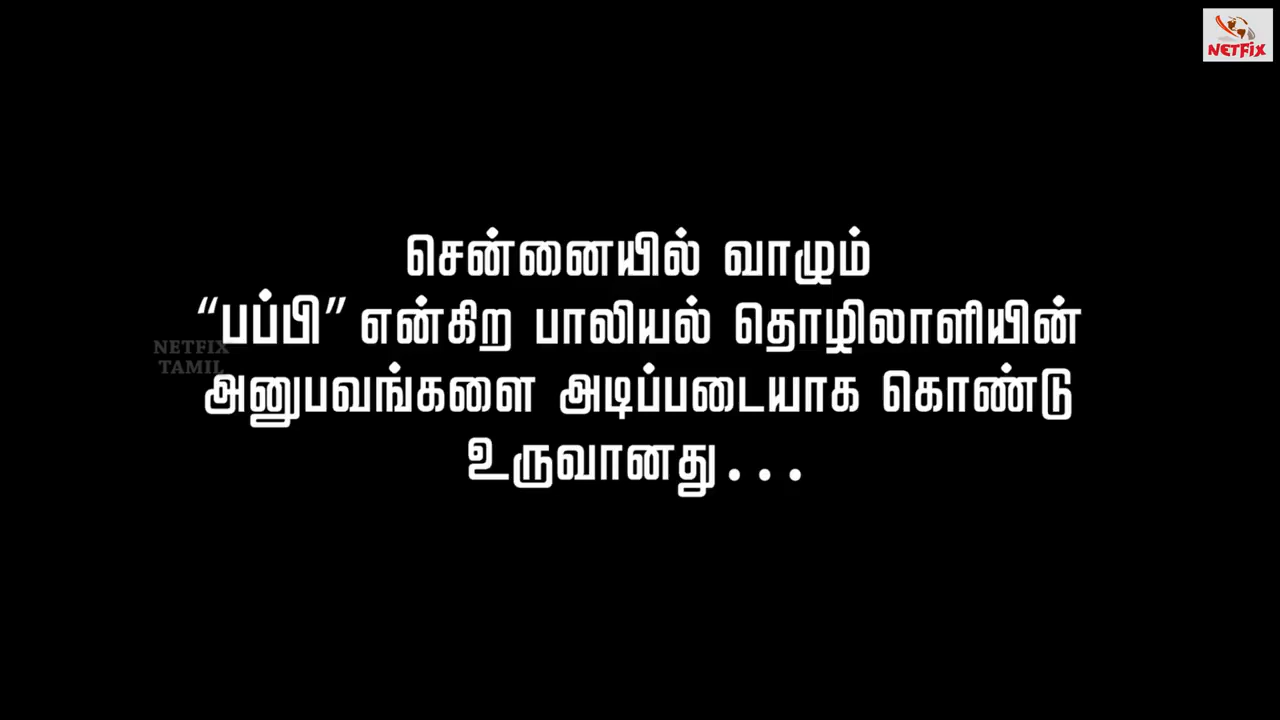 NETFiX
சென்னையில் வாழும்
“பப்பி” என்கிற பாலியல் தொழிலாளியின்
NETFIX
TAMIL
அனுபவங்களை அடிப்படையாக கொண்டு
உருவானது...